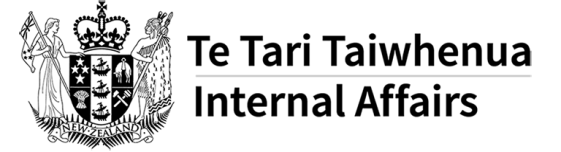 Te Tari Taiwhenua
Internal Affairs
NEW ZEALAND